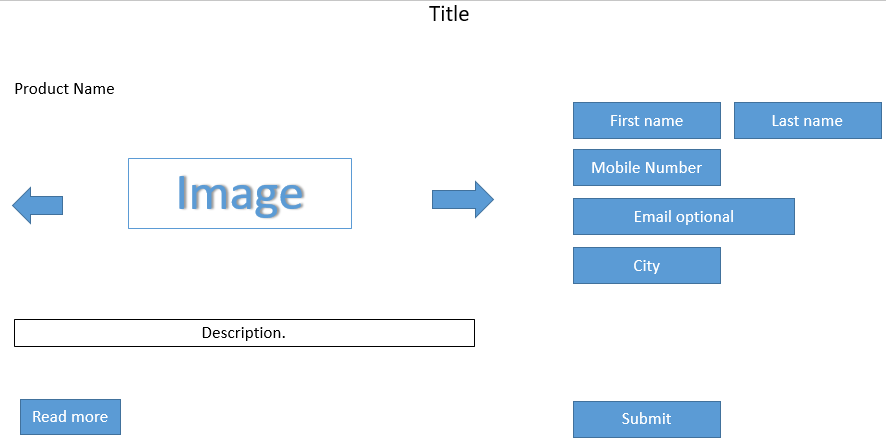 Title
Product Name
First name
Last name
Mobile Number
Image
Email optional
City
Description.
Read more
Submit